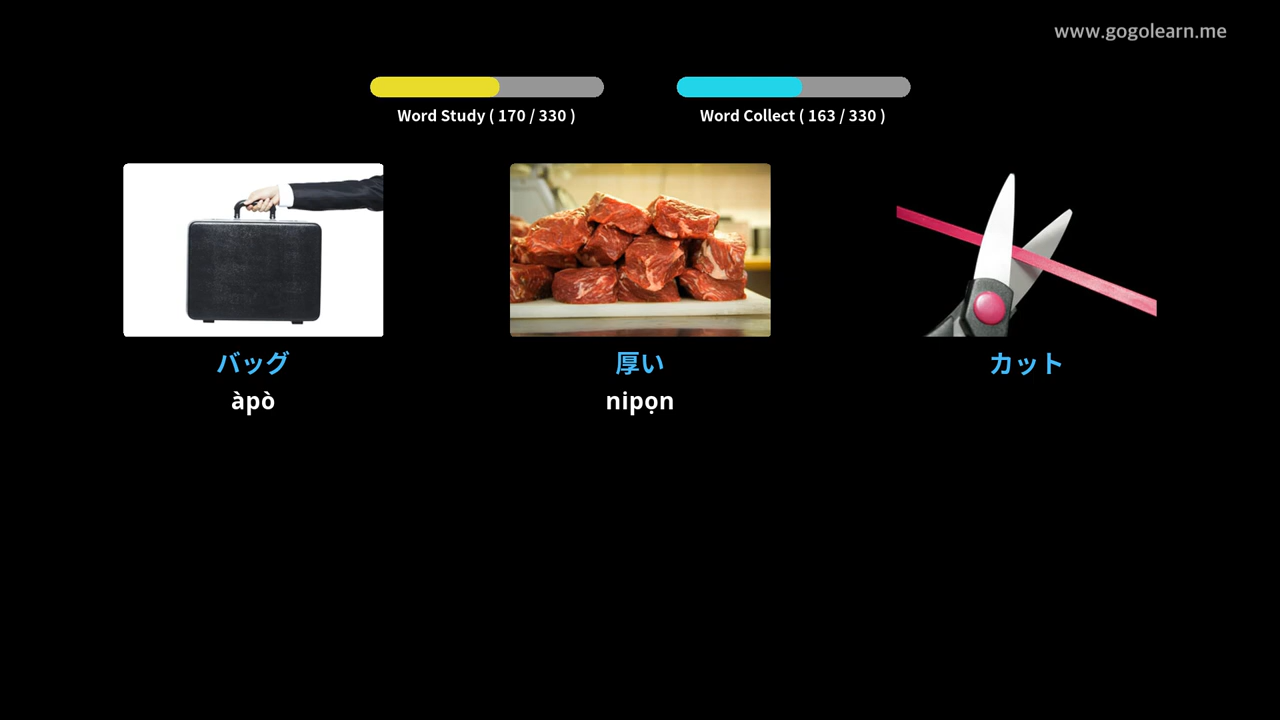 www.gogolearn.me
Word Study ( 170 / 330 )
Word Collect ( 163 / 330 )
バッグ
àpò
厚い
nipọn
カット